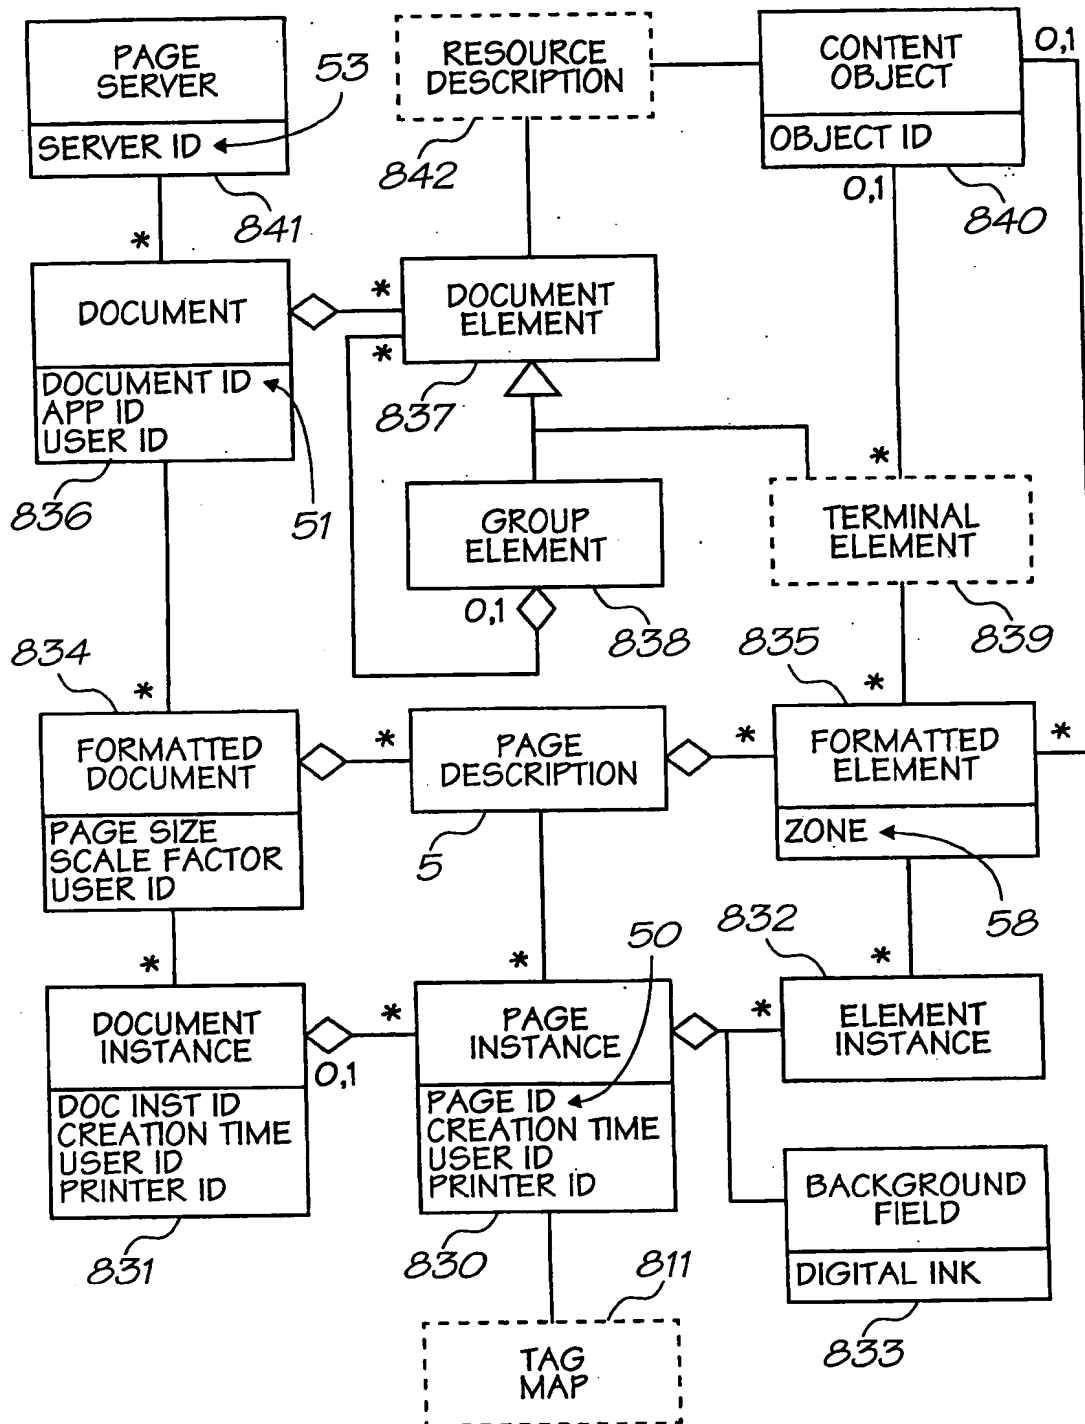 PAGE
SERVER
SERVER ID
53
841
RESOURCE
DESCRIPTION
842
CONTENT
OBJECT
OBJECT ID
0,1
0,1
840
*
DOCUMENT
DOCUMENT ID
APP ID
USER ID
836
51
*
*
DOCUMENT
ELEMENT
837
GROUP
ELEMENT
0,1
838
*
TERMINAL
ELEMENT
839
834
*
FORMATTED
DOCUMENT
PAGE SIZE
SCALE FACTOR
USER ID
*
PAGE
DESCRIPTION
5
835
*
*
FORMATTED
ELEMENT
*
ZONE
58
*
DOCUMENT
INSTANCE
0,1
DOC INST ID
CREATION TIME
USER ID
PRINTER ID
831
*
*
PAGE
INSTANCE
50
PAGE ID
CREATION TIME
USER ID
PRINTER ID
830
832
*
*
ELEMENT
INSTANCE
BACKGROUND
FIELD
DIGITAL INK
833
811
TAG
MAP